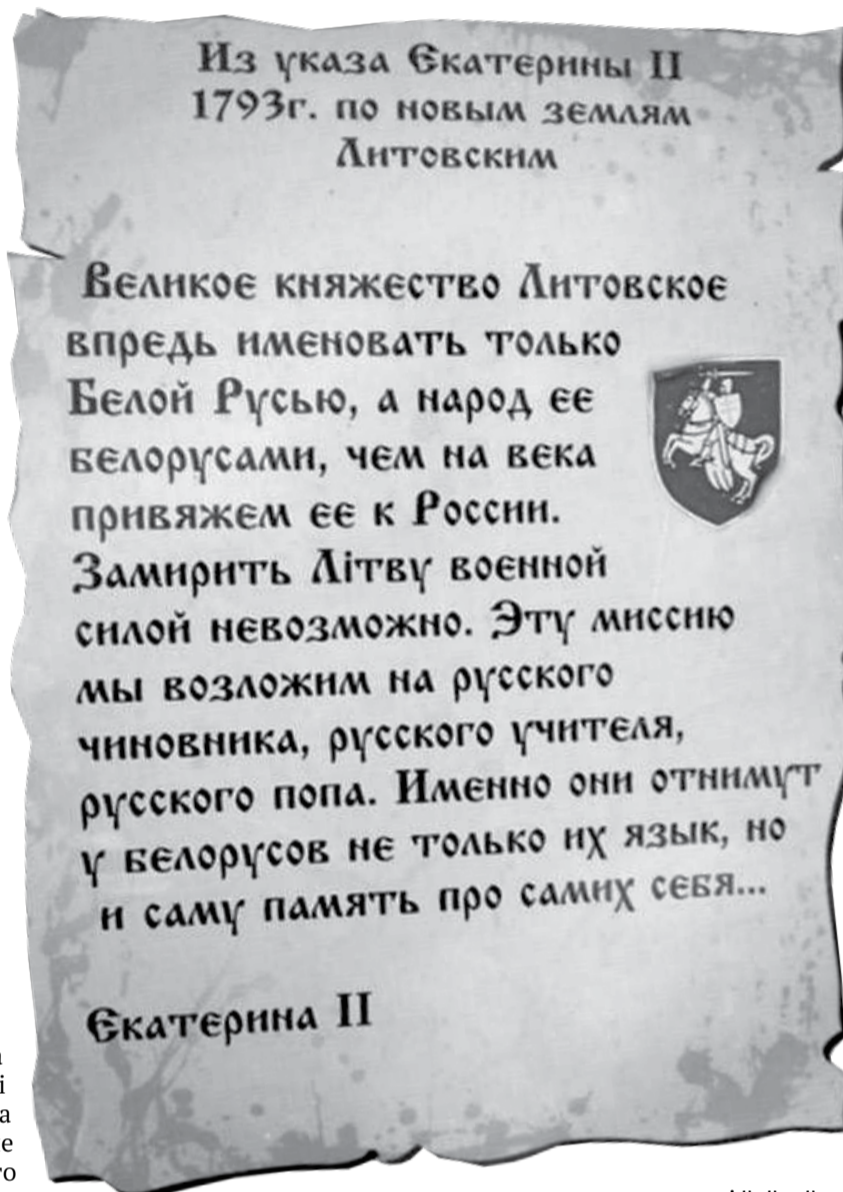 Из указа Екатерины II
1793г. по новым землям
Литовским
Великое княжество Литовское
впредь именовать только
Белой Русью, а народ ее
белорусами, чем на века
привяжем ее к России.
Замирить Літву военной
силой невозможно. Эту миссию
мы возложим на русского
чиновника, русского учителя,
русского попа. Именно они отнимут
у белорусов не только их язык, но
и саму память про самих себя...
Екатерина II